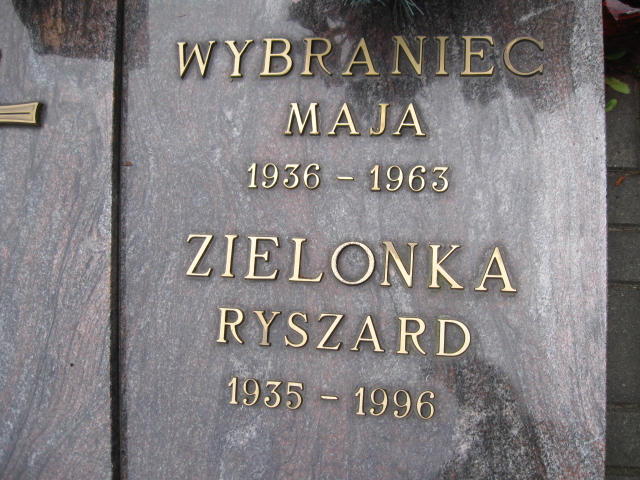 WYBRANIEC
MAJA
1936 - 1963
ZIELONKA
RYSZARD
1935 - 1996